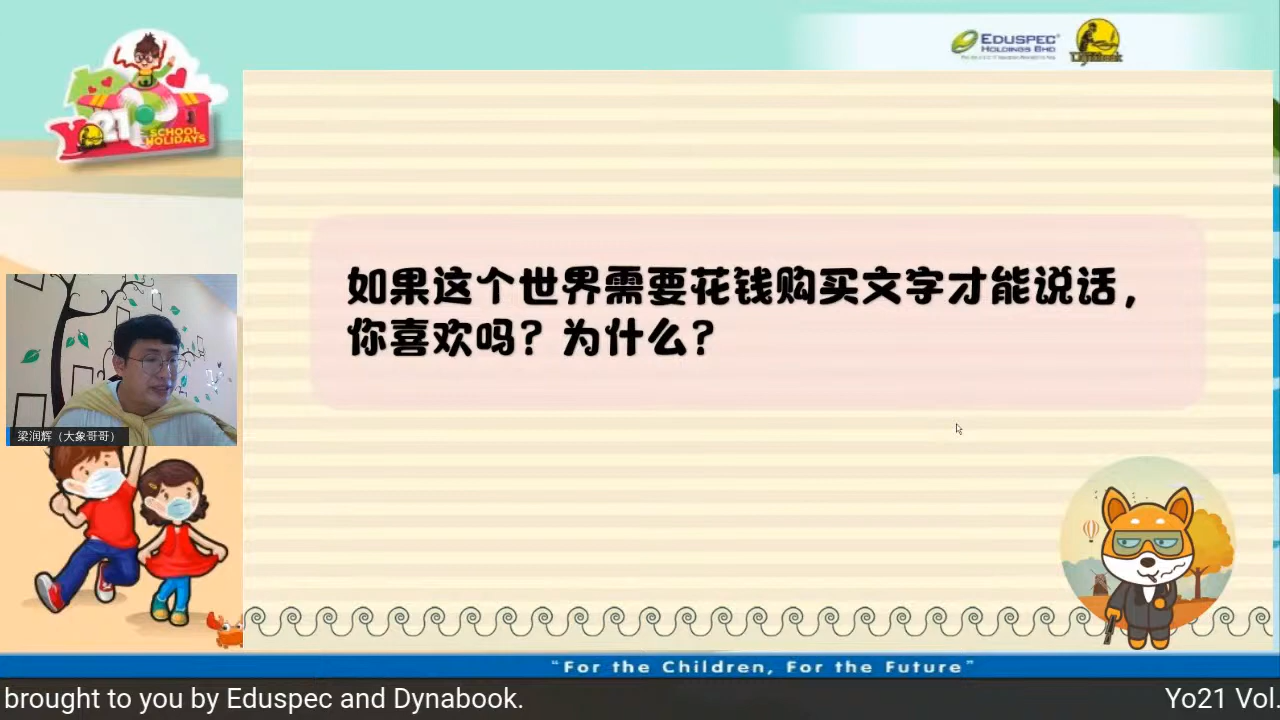 EDUSPEC
HOLDINGS BHD
Dynabook
Yo21
SCHOOL
HOLIDAYS
如果这个世界需要花钱购买文字才能说话，
你喜欢吗？为什么？
梁润辉（大象哥哥）
"For the Children, For the Future"
brought to you by Eduspec and Dynabook.
Yo21 Vol.